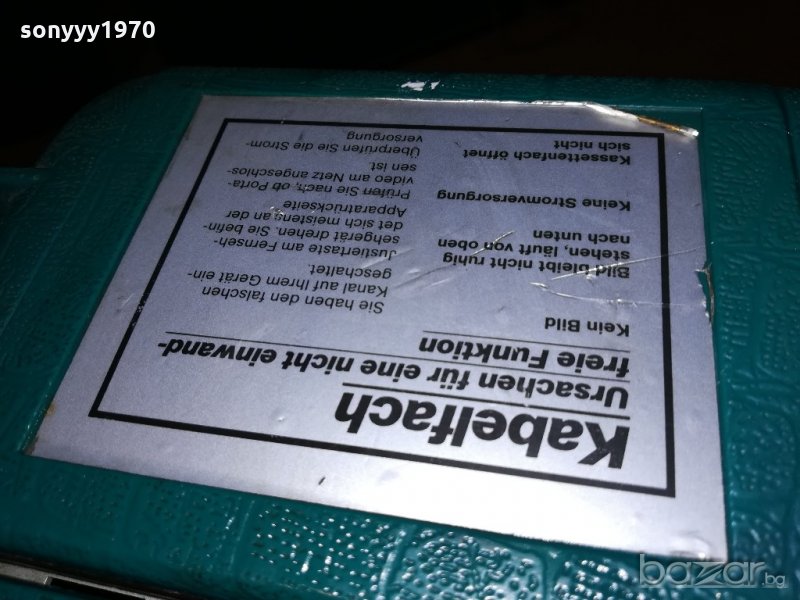 sonyyy1970
Kabelfach
Ursachen für eine nicht einwand-
freie Funktion
Kein Bild
Sie haben den falschen
Kanal auf Ihrem Gerät ein-
geschaltet.
Bild bleibt nicht ruhig
stehen, läuft von oben
nach unten
Justiertaste am Fernseh-
sehgerät drehen. Sie befin-
det sich meistens an der
Apparatrückseite
Keine Stromversorgung
Prüfen Sie nach, ob Porta-
video am Netz angeschlos-
sen ist.
Kassettenfach öffnet
sich nicht
Überprüfen Sie die Strom-
versorgung
bazar.bg